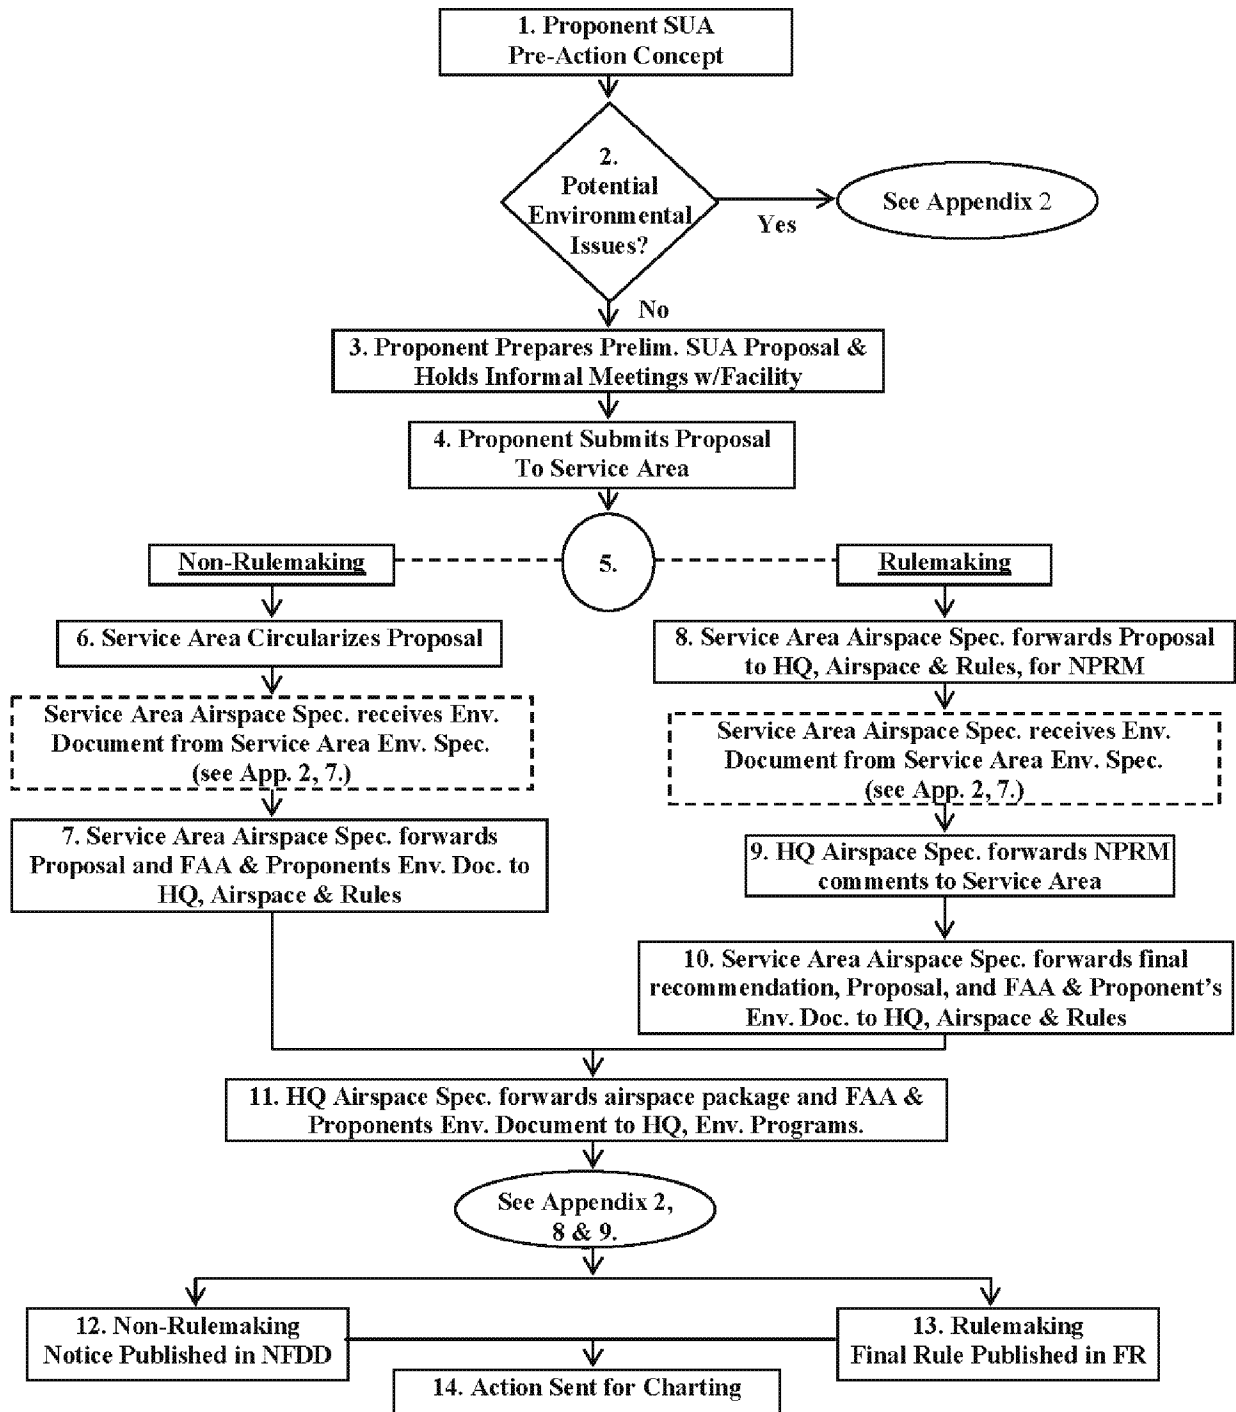 1. Proponent SUA
Pre-Action Concept
2.
Potential
Environmental
Issues?
Yes
See Appendix 2
No
3. Proponent Prepares Prelim. SUA Proposal &
Holds Informal Meetings w/Facility
4. Proponent Submits Proposal
To Service Area
Non-Rulemaking
5.
Rulemaking
6. Service Area Circularizes Proposal
Service Area Airspace Spec. receives Env.
Document from Service Area Env. Spec.
(see App. 2, 7.)
7. Service Area Airspace Spec. forwards
Proposal and FAA & Proponents Env. Doc. to
HQ, Airspace & Rules
8. Service Area Airspace Spec. forwards Proposal
to HQ, Airspace & Rules, for NPRM
Service Area Airspace Spec. receives Env.
Document from Service Area Env. Spec.
(see App. 2, 7.)
9. HQ Airspace Spec. forwards NPRM
comments to Service Area
10. Service Area Airspace Spec. forwards final
recommendation, Proposal, and FAA & Proponent’s
Env. Doc. to HQ, Airspace & Rules
11. HQ Airspace Spec. forwards airspace package and FAA &
Proponents Env. Document to HQ, Env. Programs.
See Appendix 2,
8 & 9.
12. Non-Rulemaking
Notice Published in NFDD
13. Rulemaking
Final Rule Published in FR
14. Action Sent for Charting